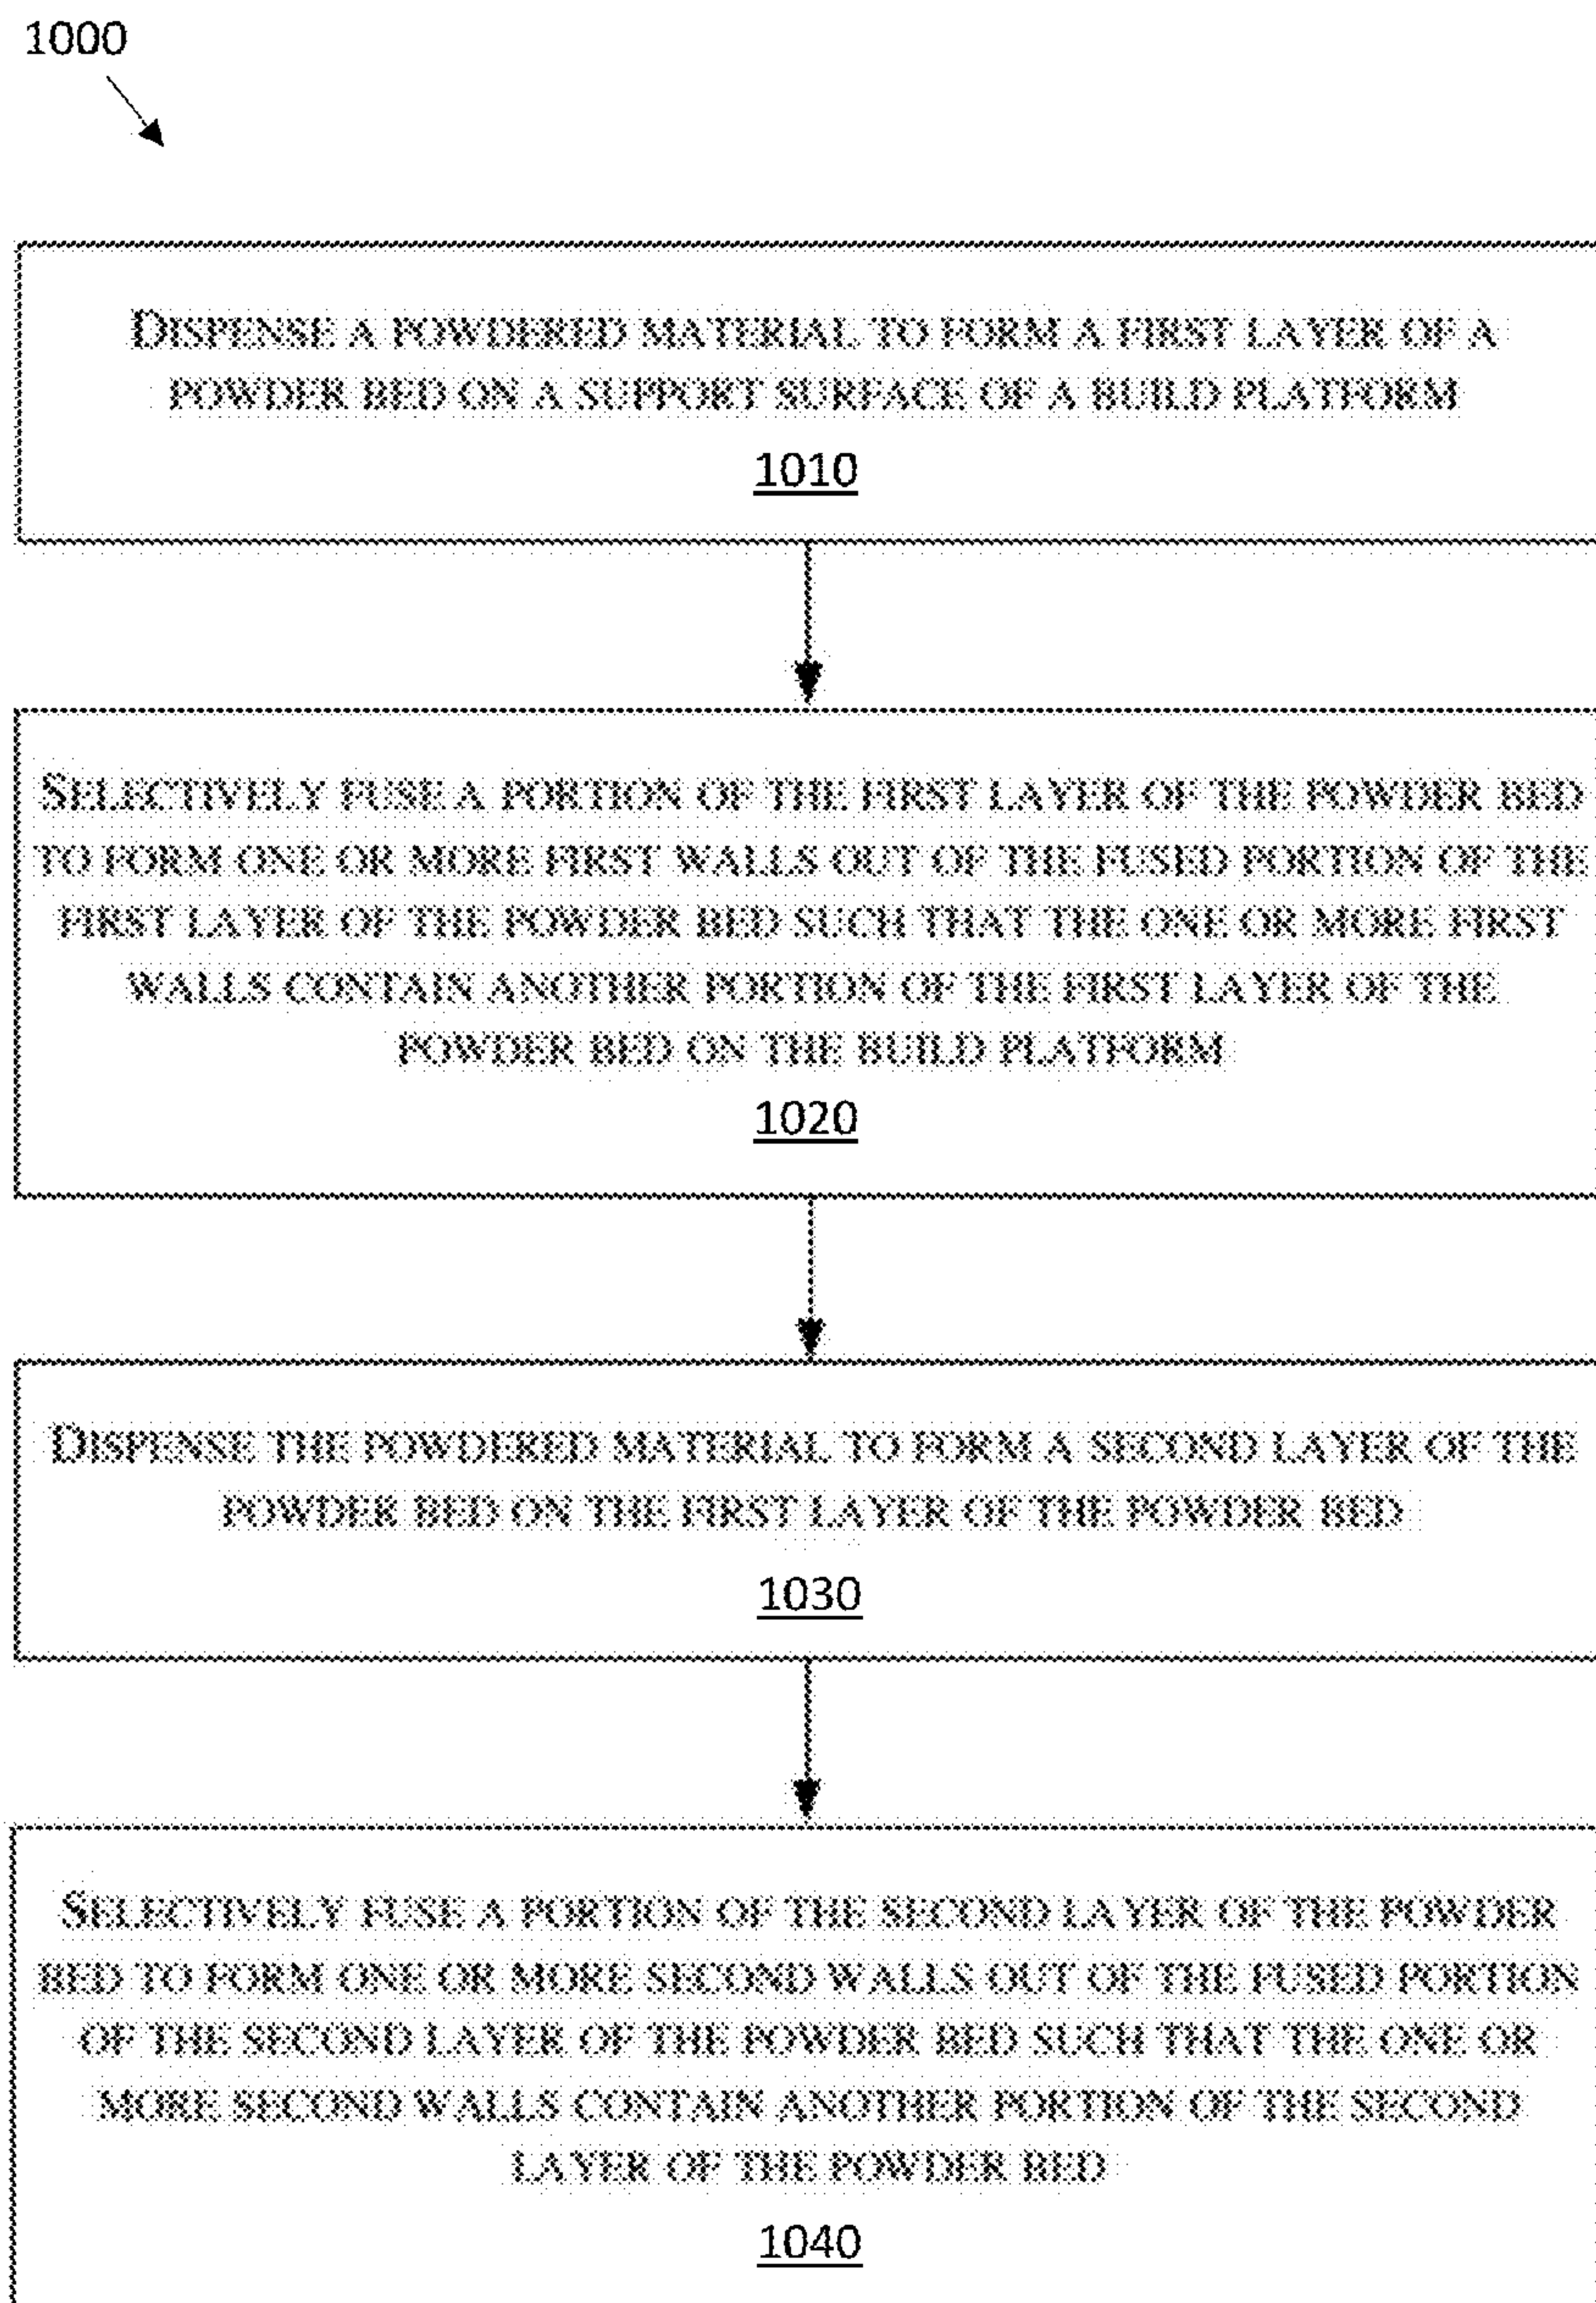 1000
DISPENSE A POWDERED MATERIAL TO FORM A FIRST LAYER OF A
POWDER BED ON A SUPPORT SURFACE OF A BUILD PLATFORM
1010
SELECTIVELY FUSE A PORTION OF THE FIRST LAYER OF THE POWDER BED
TO FORM ONE OR MORE FIRST WALLS OUT OF THE FUSED PORTION OF THE
FIRST LAYER OF THE POWDER BED SUCH THAT THE ONE OR MORE FIRST
WALLS CONTAIN ANOTHER PORTION OF THE FIRST LAYER OF THE
POWDER BED ON THE BUILD PLATFORM
1020
DISPENSE THE POWDERED MATERIAL TO FORM A SECOND LAYER OF THE
POWDER BED ON THE FIRST LAYER OF THE POWDER BED
1030
SELECTIVELY FUSE A PORTION OF THE SECOND LAYER OF THE POWDER
BED TO FORM ONE OR MORE SECOND WALLS OUT OF THE FUSED PORTION
OF THE SECOND LAYER OF THE POWDER BED SUCH THAT THE ONE OR
MORE SECOND WALLS CONTAIN ANOTHER PORTION OF THE SECOND
LAYER OF THE POWDER BED
1040